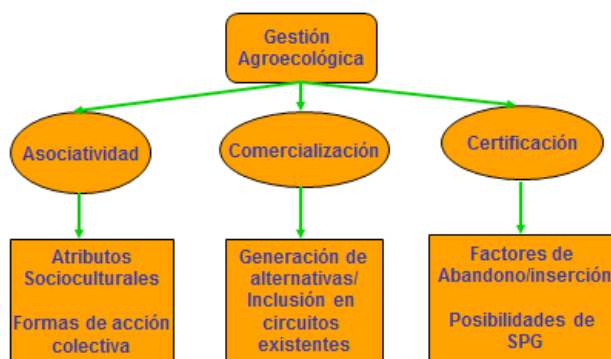 Gestión
Agroecológica
Asociatividad
Comercialización
Certificación
Atributos
Socioculturales
Formas de acción
colectiva
Generación de
alternativas/
Inclusión en
circuitos
existentes
Factores de
Abandono/inserción
Posibilidades de
SPG